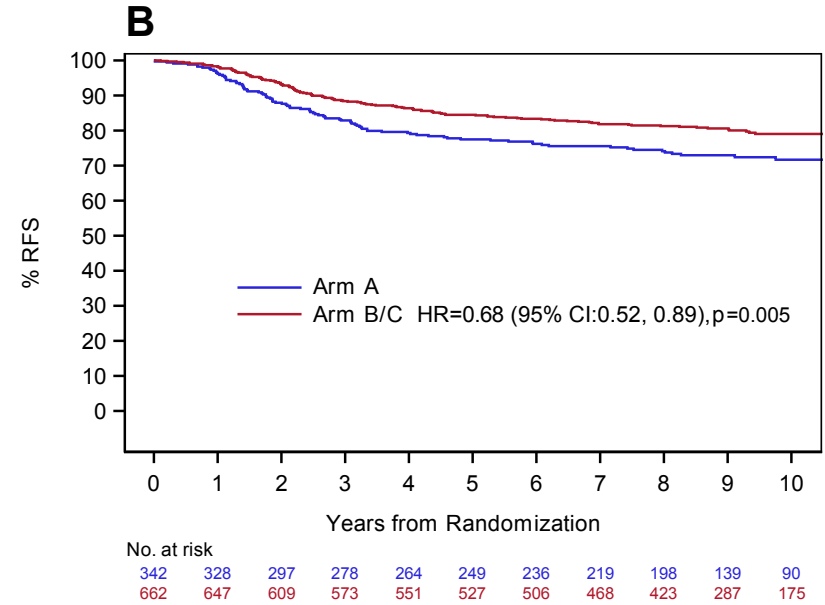 B
100
90
80
70
60
50
40
30
20
10
0
% RFS
Arm A
Arm B/C HR=0.68 (95% CI:0.52, 0.89),p=0.005
0 1 2 3 4 5 6 7 8 9 10
Years from Randomization
No. at risk
342 328 297 278 264 249 236 219 198 139 90
662 647 609 573 551 527 506 468 423 287 175